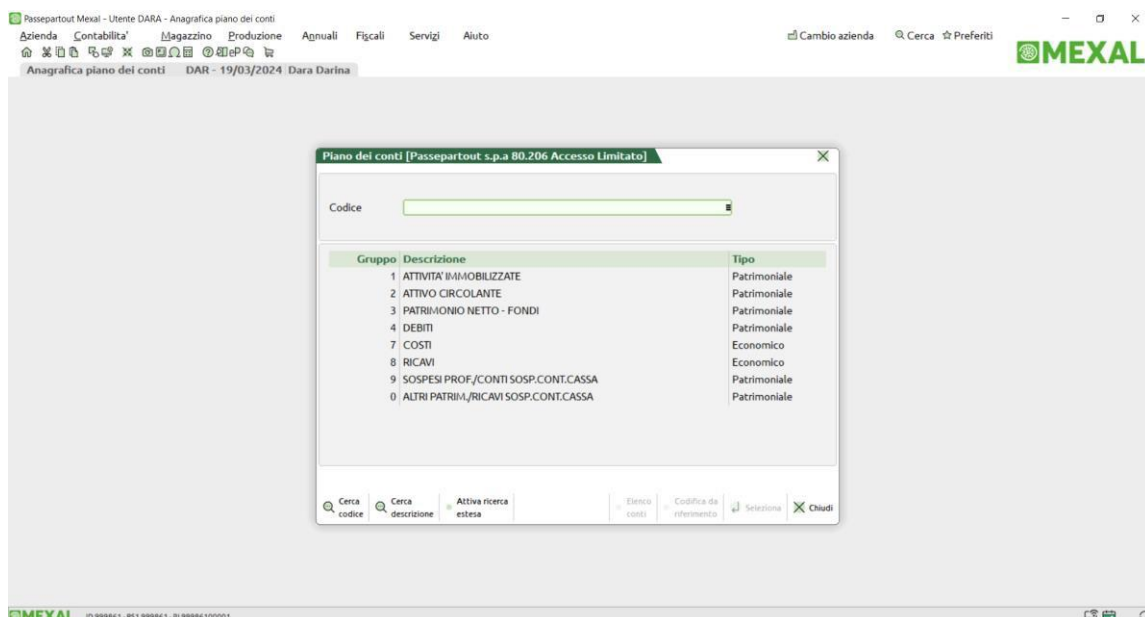 Passepartout Mexal - Utente DARA - Anagrafica piano dei conti
Azienda Contabilita' Magazzino Produzione Annuali Fiscali Servizi Aiuto Cambio azienda Cerca Preferiti
MEXAL
Anagrafica piano dei conti DAR - 19/03/2024 Dara Darina
Piano dei conti [Passepartout s.p.a 80.206 Accesso Limitato]
Codice
Gruppo Descrizione Tipo
1 ATTIVITA' IMMOBILIZZATE Patrimoniale
2 ATTIVO CIRCOLANTE Patrimoniale
3 PATRIMONIO NETTO - FONDI Patrimoniale
4 DEBITI Patrimoniale
7 COSTI Economico
8 RICAVI Economico
9 SOSPESI PROF./CONTI SOSP.CONT.CASSA Patrimoniale
0 ALTRI PATRIM./RICAVI SOSP.CONT.CASSA Patrimoniale
Cerca codice Cerca descrizione Attiva ricerca estesa Elenco conti Codifica da riferimento Seleziona Chiudi
MEXAL